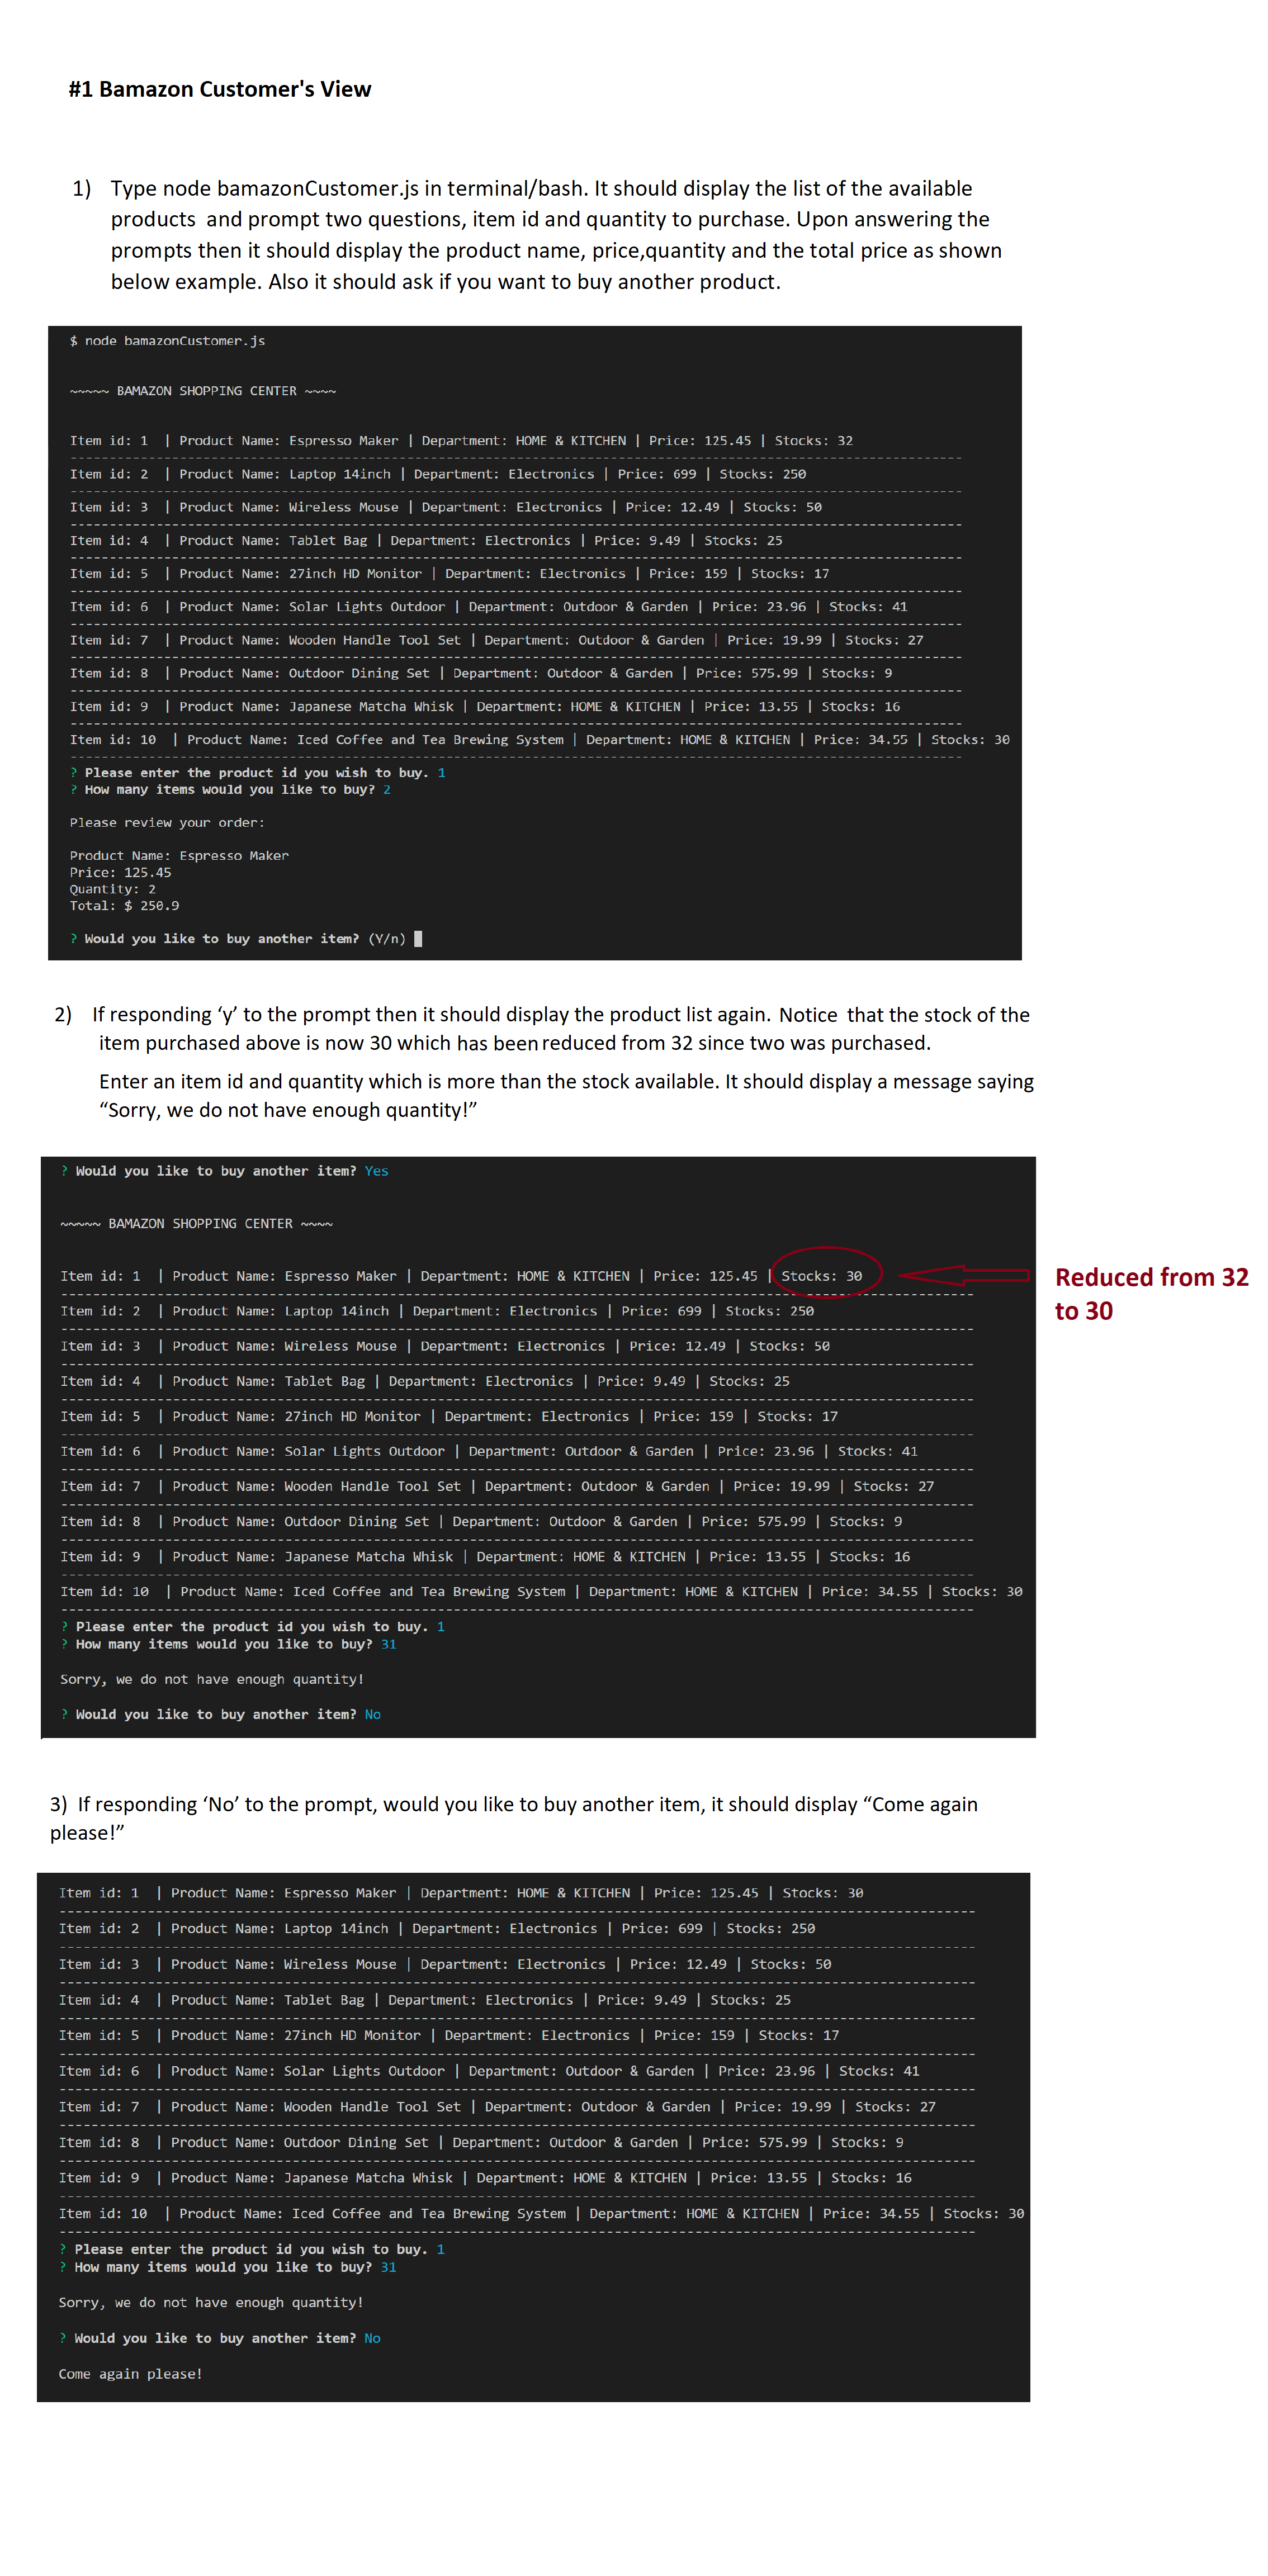 #1 Bamazon Customer's View
1) Type node bamazonCustomer.js in terminal/bash. It should display the list of the available
products and prompt two questions, item id and quantity to purchase. Upon answering the
prompts then it should display the product name, price,quantity and the total price as shown
below example. Also it should ask if you want to buy another product.
$ node bamazonCustomer.js
~~~~~ BAMAZON SHOPPING CENTER ~~~~
Item id: 1 | Product Name: Espresso Maker | Department: HOME & KITCHEN | Price: 125.45 | Stocks: 32
Item id: 2 | Product Name: Laptop 14inch | Department: Electronics | Price: 699 | Stocks: 250
Item id: 3 | Product Name: Wireless Mouse | Department: Electronics | Price: 12.49 | Stocks: 50
Item id: 4 | Product Name: Tablet Bag | Department: Electronics | Price: 9.49 | Stocks: 25
Item id: 5 | Product Name: 27inch HD Monitor | Department: Electronics | Price: 159 | Stocks: 17
Item id: 6 | Product Name: Solar Lights Outdoor | Department: Outdoor & Garden | Price: 23.96 | Stocks: 41
Item id: 7 | Product Name: Wooden Handle Tool Set | Department: Outdoor & Garden | Price: 19.99 | Stocks: 27
Item id: 8 | Product Name: Outdoor Dining Set | Department: Outdoor & Garden | Price: 575.99 | Stocks: 9
Item id: 9 | Product Name: Japanese Matcha Whisk | Department: HOME & KITCHEN | Price: 13.55 | Stocks: 16
Item id: 10 | Product Name: Iced Coffee and Tea Brewing System | Department: HOME & KITCHEN | Price: 34.55 | Stocks: 30
? Please enter the product id you wish to buy. 1
? How many items would you like to buy? 2
Please review your order:
Product Name: Espresso Maker
Price: 125.45
Quantity: 2
Total: $ 250.9
? Would you like to buy another item? (Y/n)
2) If responding ‘y’ to the prompt then it should display the product list again. Notice that the stock of the
item purchased above is now 30 which has been reduced from 32 since two was purchased.
Enter an item id and quantity which is more than the stock available. It should display a message saying
“Sorry, we do not have enough quantity!”
? Would you like to buy another item? Yes
~~~~~ BAMAZON SHOPPING CENTER ~~~~
Item id: 1 | Product Name: Espresso Maker | Department: HOME & KITCHEN | Price: 125.45 | Stocks: 30
Reduced from 32
to 30
Item id: 2 | Product Name: Laptop 14inch | Department: Electronics | Price: 699 | Stocks: 250
Item id: 3 | Product Name: Wireless Mouse | Department: Electronics | Price: 12.49 | Stocks: 50
Item id: 4 | Product Name: Tablet Bag | Department: Electronics | Price: 9.49 | Stocks: 25
Item id: 5 | Product Name: 27inch HD Monitor | Department: Electronics | Price: 159 | Stocks: 17
Item id: 6 | Product Name: Solar Lights Outdoor | Department: Outdoor & Garden | Price: 23.96 | Stocks: 41
Item id: 7 | Product Name: Wooden Handle Tool Set | Department: Outdoor & Garden | Price: 19.99 | Stocks: 27
Item id: 8 | Product Name: Outdoor Dining Set | Department: Outdoor & Garden | Price: 575.99 | Stocks: 9
Item id: 9 | Product Name: Japanese Matcha Whisk | Department: HOME & KITCHEN | Price: 13.55 | Stocks: 16
Item id: 10 | Product Name: Iced Coffee and Tea Brewing System | Department: HOME & KITCHEN | Price: 34.55 | Stocks: 30
? Please enter the product id you wish to buy. 1
? How many items would you like to buy? 31
Sorry, we do not have enough quantity!
? Would you like to buy another item? No
3) If responding ‘No’ to the prompt, would you like to buy another item, it should display “Come again
please!”
Item id: 1 | Product Name: Espresso Maker | Department: HOME & KITCHEN | Price: 125.45 | Stocks: 30
Item id: 2 | Product Name: Laptop 14inch | Department: Electronics | Price: 699 | Stocks: 250
Item id: 3 | Product Name: Wireless Mouse | Department: Electronics | Price: 12.49 | Stocks: 50
Item id: 4 | Product Name: Tablet Bag | Department: Electronics | Price: 9.49 | Stocks: 25
Item id: 5 | Product Name: 27inch HD Monitor | Department: Electronics | Price: 159 | Stocks: 17
Item id: 6 | Product Name: Solar Lights Outdoor | Department: Outdoor & Garden | Price: 23.96 | Stocks: 41
Item id: 7 | Product Name: Wooden Handle Tool Set | Department: Outdoor & Garden | Price: 19.99 | Stocks: 27
Item id: 8 | Product Name: Outdoor Dining Set | Department: Outdoor & Garden | Price: 575.99 | Stocks: 9
Item id: 9 | Product Name: Japanese Matcha Whisk | Department: HOME & KITCHEN | Price: 13.55 | Stocks: 16
Item id: 10 | Product Name: Iced Coffee and Tea Brewing System | Department: HOME & KITCHEN | Price: 34.55 | Stocks: 30
? Please enter the product id you wish to buy. 1
? How many items would you like to buy? 31
Sorry, we do not have enough quantity!
? Would you like to buy another item? No
Come again please!